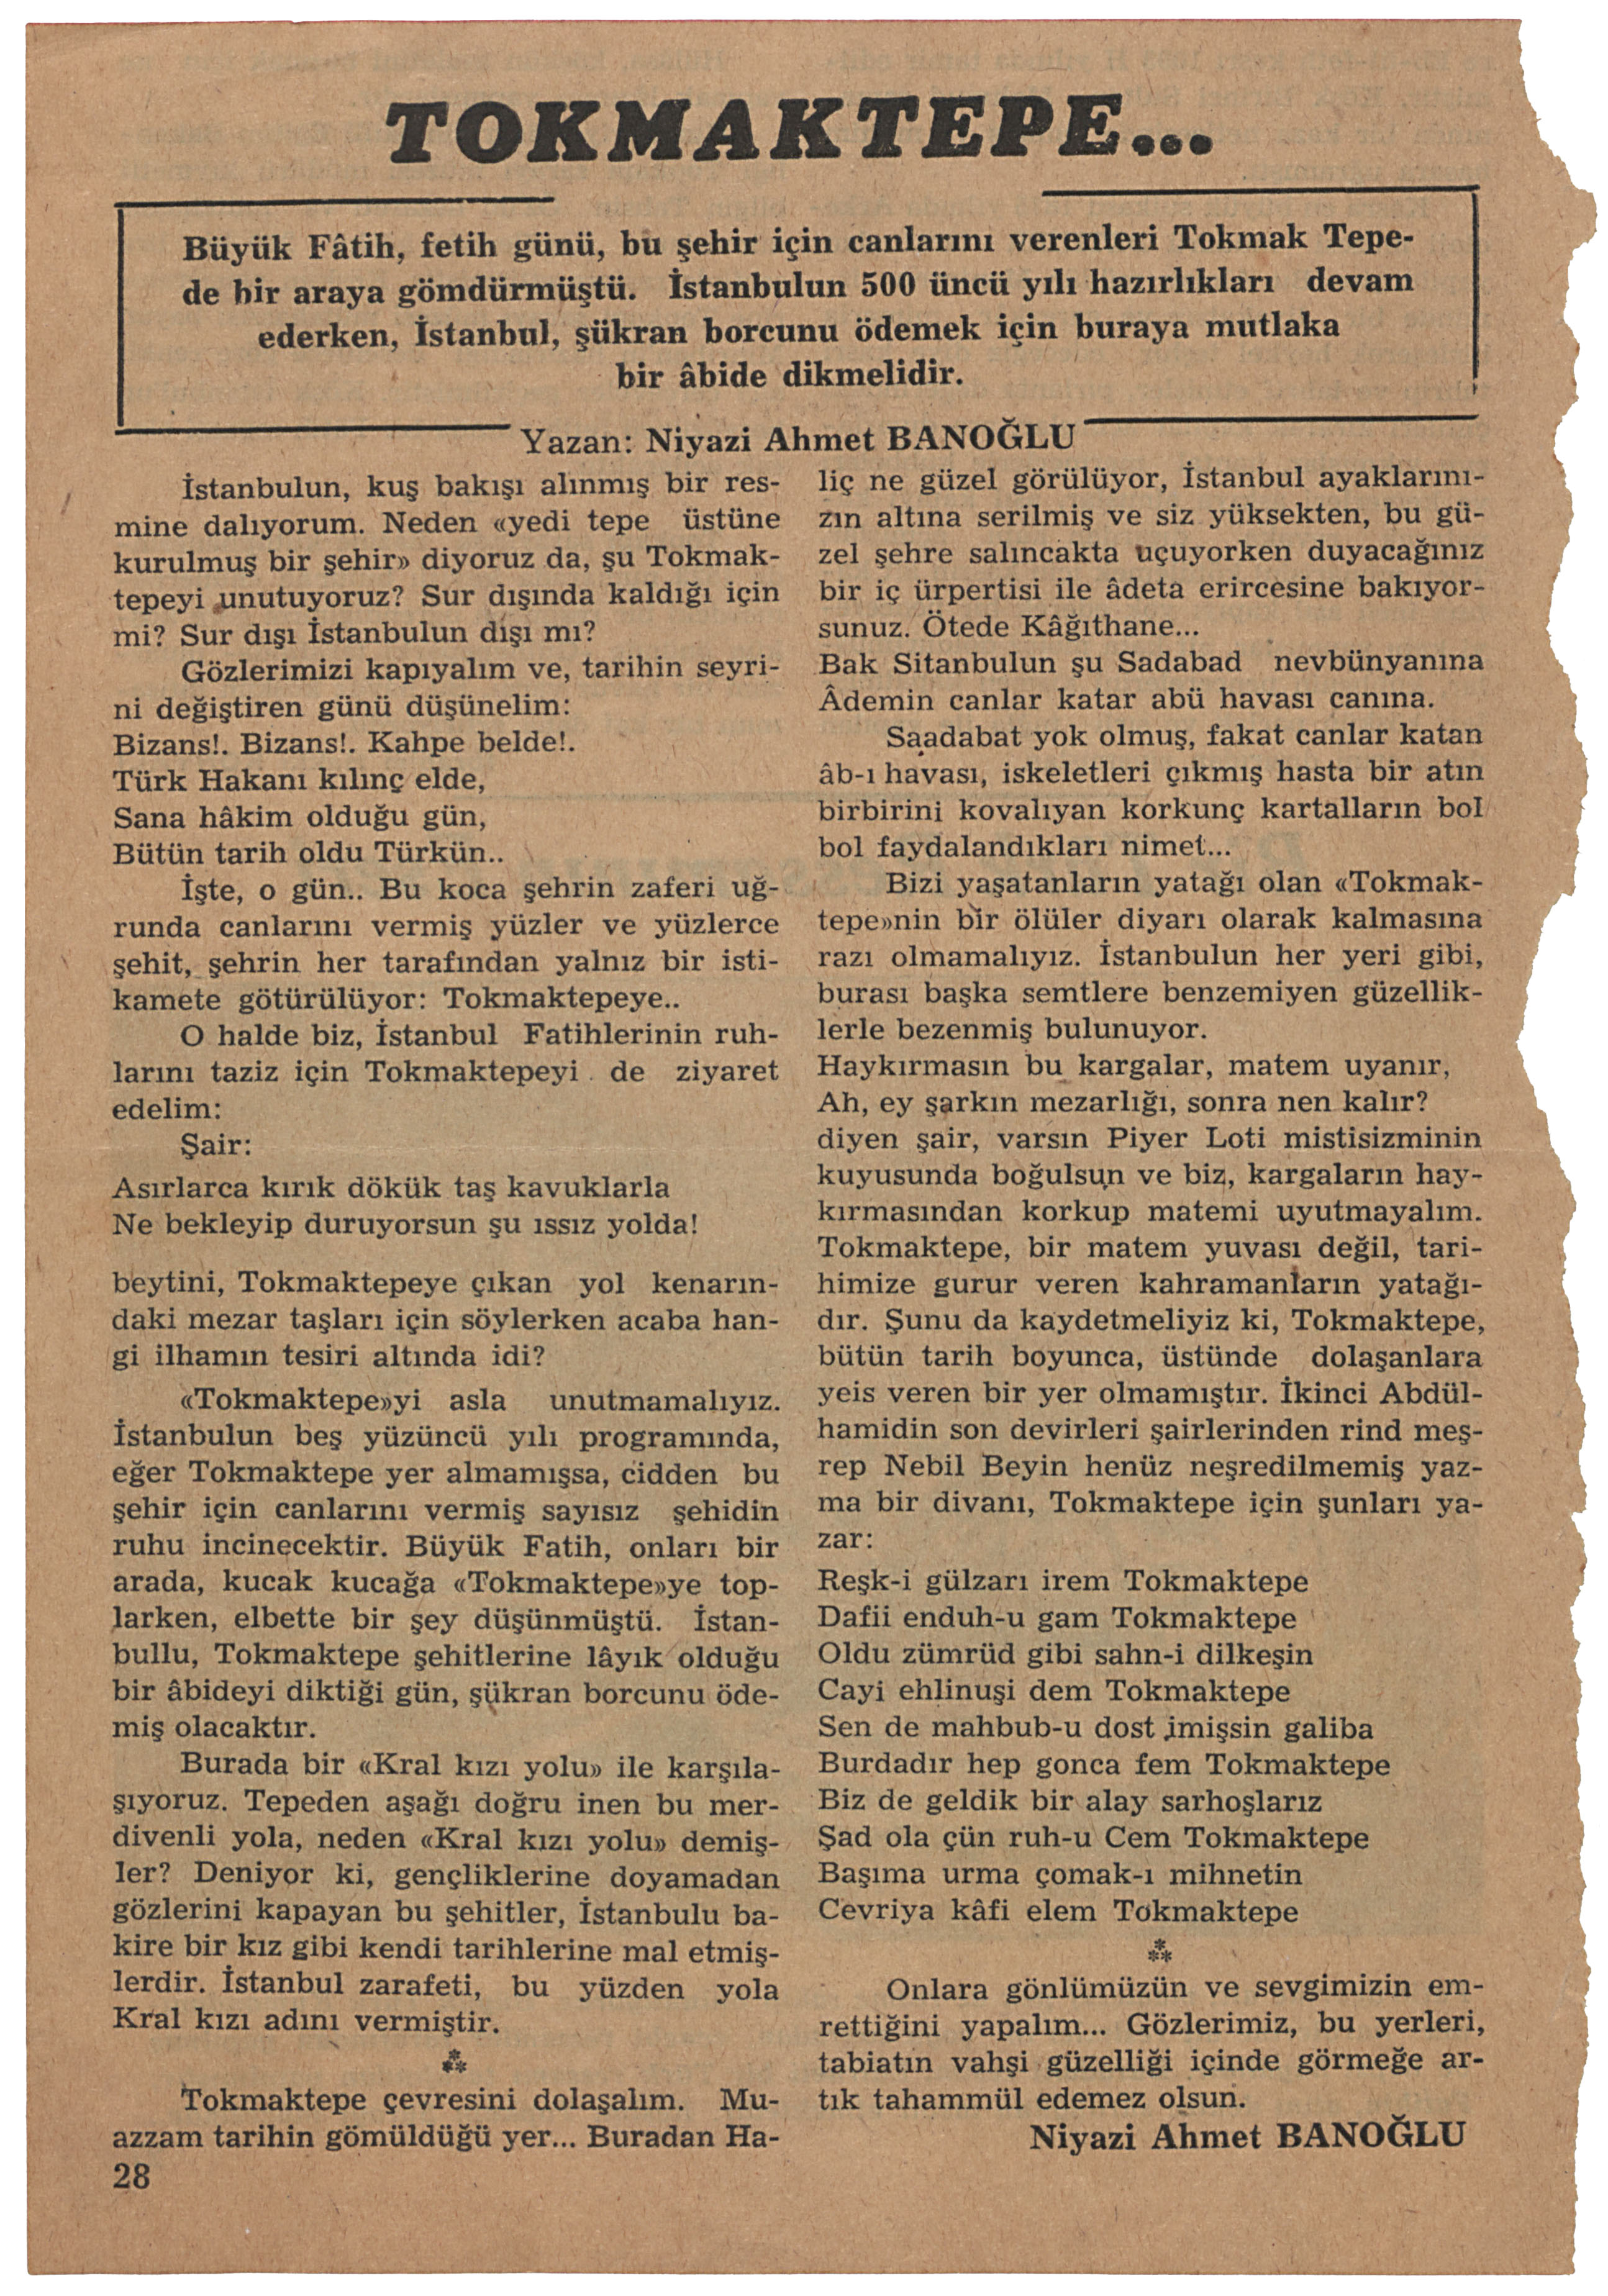 TOKMAKTEPE...
Büyük Fâtih, fetih günü, bu şehir için canlarını verenleri Tokmak Tepe-
de bir araya gömdürmüştü. İstanbulun 500 üncü yılı hazırlıkları devam
ederken, İstanbul, şükran borcunu ödemek için buraya mutlaka
bir âbide dikmelidir.
Yazan: Niyazi Ahmet BANOĞLU
İstanbulun, kuş bakışı alınmış bir res-
mine dalıyorum. Neden «yedi tepe üstüne
kurulmuş bir şehir» diyoruz da, şu Tokmak-
tepeyi unutuyoruz? Sur dışında kaldığı için
mi? Sur dışı İstanbulun dışı mı?
Gözlerimizi kapıyalım ve, tarihin seyri-
ni değiştiren günü düşünelim:
Bizans!. Bizans!. Kahpe belde!.
Türk Hakanı kılınç elde,
Sana hâkim olduğu gün,
Bütün tarih oldu Türkün..
İşte, o gün.. Bu koca şehrin zaferi uğ-
runda canlarını vermiş yüzler ve yüzlerce
şehit, şehrin her tarafından yalnız bir isti-
kamete götürülüyor: Tokmaktepeye..
O halde biz, İstanbul Fatihlerinin ruh-
larını taziz için Tokmaktepeyi de ziyaret
edelim:
Şair:
Asırlarca kırık dökük taş kavuklarla
Ne bekleyip duruyorsun şu ıssız yolda!
beytini, Tokmaktepeye çıkan yol kenarın-
daki mezar taşları için söylerken acaba han-
gi ilhamın tesiri altında idi?
«Tokmaktepe»yi asla unutmamalıyız.
İstanbulun beş yüzüncü yılı programında,
eğer Tokmaktepe yer almamışsa, cidden bu
şehir için canlarını vermiş sayısız şehidin
ruhu incinecektir. Büyük Fatih, onları bir
arada, kucak kucağa «Tokmaktepe»ye top-
larken, elbette bir şey düşünmüştü. İstan-
bullu, Tokmaktepe şehitlerine lâyık olduğu
bir âbideyi diktiği gün, şükran borcunu öde-
miş olacaktır.
Burada bir «Kral kızı yolu» ile karşıla-
şıyoruz. Tepeden aşağı doğru inen bu mer-
divenli yola, neden «Kral kızı yolu» demiş-
ler? Deniyor ki, gençliklerine doyamadan
gözlerini kapayan bu şehitler, İstanbulu ba-
kire bir kız gibi kendi tarihlerine mal etmiş-
lerdir. İstanbul zarafeti, bu yüzden yola
Kral kızı adını vermiştir.
***
Tokmaktepe çevresini dolaşalım. Mu-
azzam tarihin gömüldüğü yer... Buradan Ha-
28
liç ne güzel görülüyor, İstanbul ayaklarını-
zın altına serilmiş ve siz yüksekten, bu gü-
zel şehre salıncakta uçuyorken duyacağınız
bir iç ürpertisi ile âdeta erircesine bakıyor-
sunuz. Ötede Kâğıthane...
Bak Sitanbulun şu Sadabad nevbünyanına
Âdemin canlar katar abü havası canına.
Saadabat yok olmuş, fakat canlar katan
âb-ı havası, iskeletleri çıkmış hasta bir atın
birbirini kovalıyan korkunç kartalların bol
bol faydalandıkları nimet...
Bizi yaşatanların yatağı olan «Tokmak-
tepe»nin bir ölüler diyarı olarak kalmasına
razı olmamalıyız. İstanbulun her yeri gibi,
burası başka semtlere benzemiyen güzellik-
lerle bezenmiş bulunuyor.
Haykırmasın bu kargalar, matem uyanır,
Ah, ey şarkın mezarlığı, sonra nen kalır?
diyen şair, varsın Piyer Loti mistisizminin
kuyusunda boğulsun ve biz, kargaların hay-
kırmasından korkup matemi uyutmayalım.
Tokmaktepe, bir matem yuvası değil, tari-
himize gurur veren kahramanların yatağı-
dır. Şunu da kaydetmeliyiz ki, Tokmaktepe,
bütün tarih boyunca, üstünde dolaşanlara
yeis veren bir yer olmamıştır. İkinci Abdül-
hamidin son devirleri şairlerinden rind meş-
rep Nebil Beyin henüz neşredilmemiş yaz-
ma bir divanı, Tokmaktepe için şunları ya-
zar:
Reşk-i gülzarı irem Tokmaktepe
Dafii enduh-u gam Tokmaktepe
Oldu zümrüd gibi sahn-i dilkeşin
Cayi ehlinuşi dem Tokmaktepe
Sen de mahbub-u dost imişsin galiba
Burdadır hep gonca fem Tokmaktepe
Biz de geldik bir alay sarhoşlarız
Şad ola çün ruh-u Cem Tokmaktepe
Başıma urma çomak-ı mihnetin
Cevriya kâfi elem Tokmaktepe
***
Onlara gönlümüzün ve sevgimizin em-
rettiğini yapalım... Gözlerimiz, bu yerleri,
tabiatın vahşi güzelliği içinde görmeğe ar-
tık tahammül edemez olsun.
Niyazi Ahmet BANOĞLU